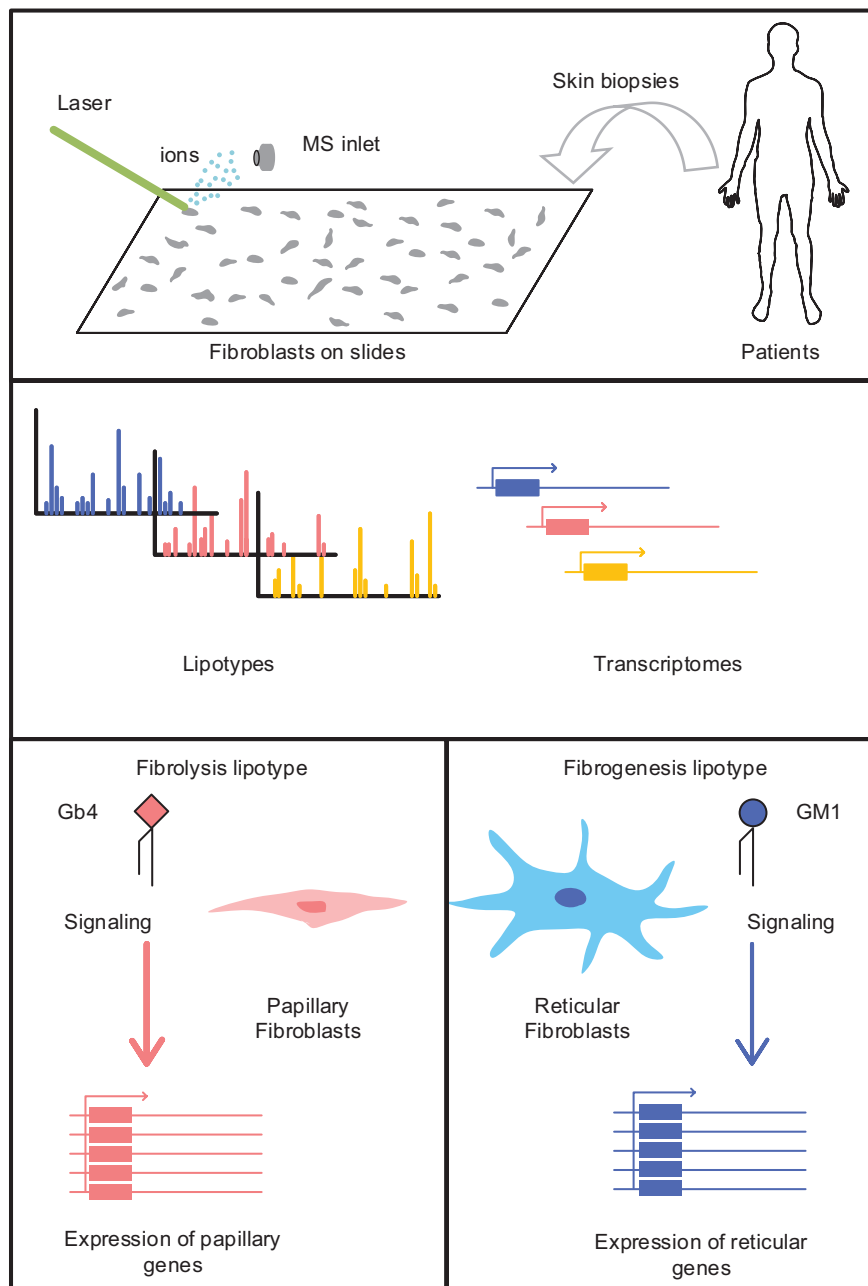 Skin biopsies
Laser
ions
MS inlet
Fibroblasts on slides
Patients
Lipotypes
Transcriptomes
Fibrolysis lipotype
Gb4
Signaling
Papillary
Fibroblasts
Expression of papillary
genes
Fibrogenesis lipotype
GM1
Signaling
Reticular
Fibroblasts
Expression of reticular
genes